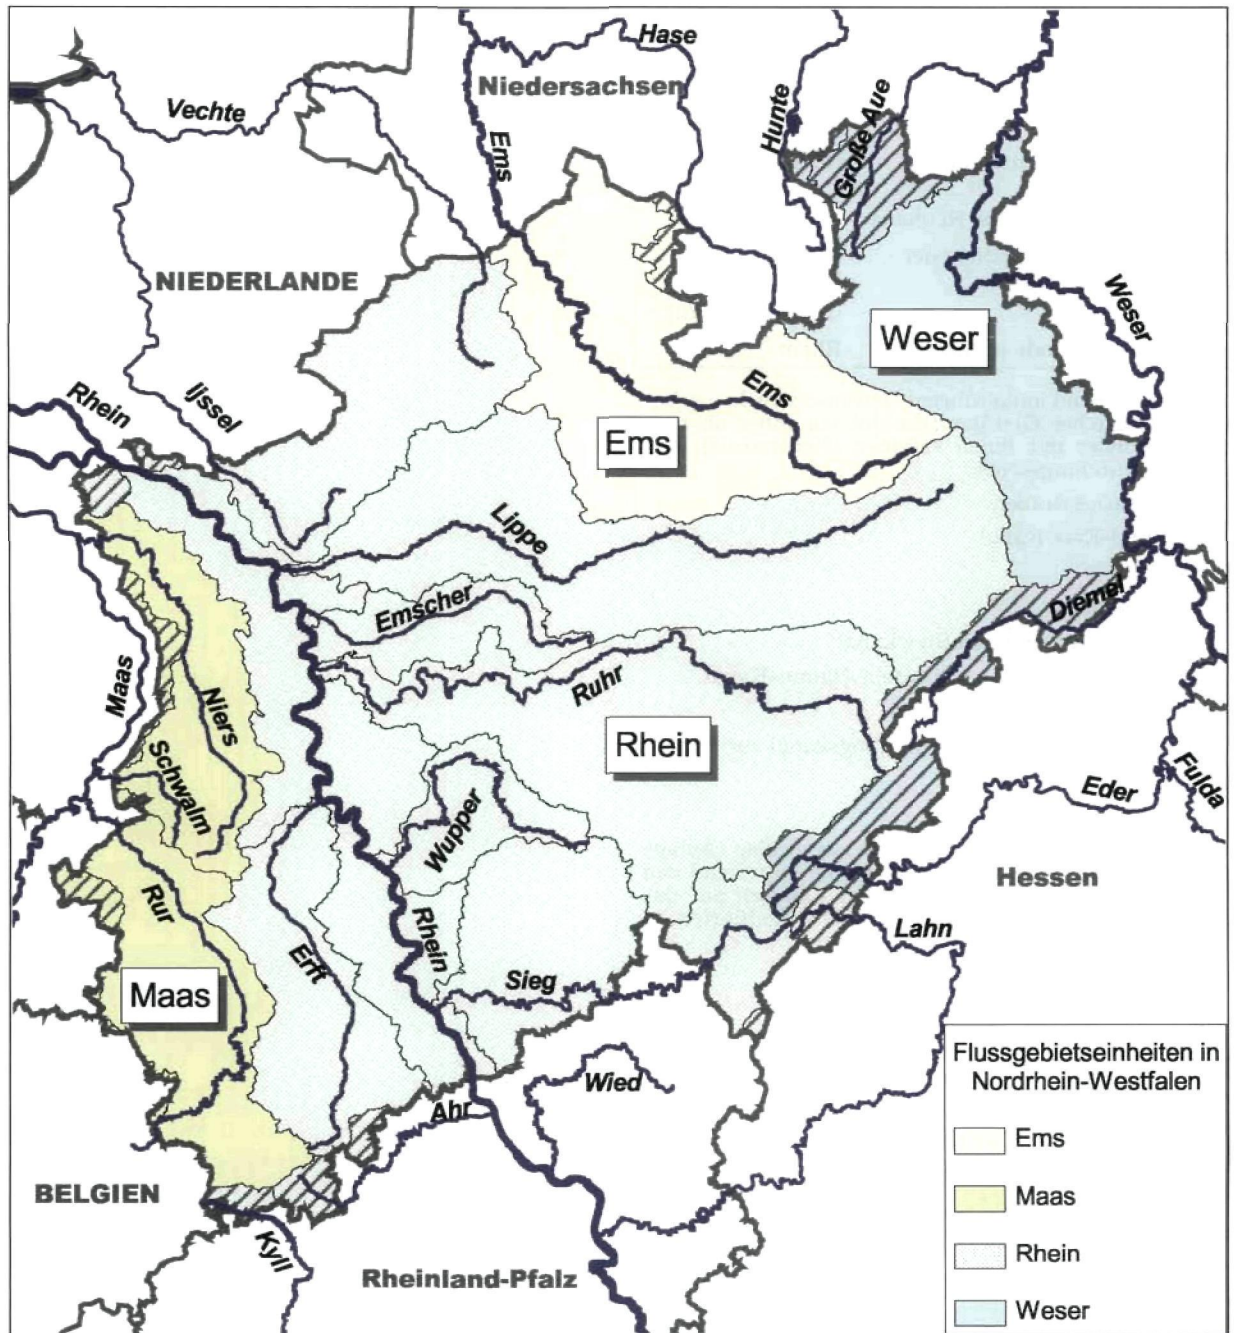 Hase
Niedersachsen
Vechte
Ems
Hunte
Große Aue
NIEDERLANDE
Weser
Weser
Rhein
IJssel
Ems
Ems
Lippe
Emscher
Diemel
Maas
Niers
Ruhr
Rhein
Schwalm
Wupper
Eder
Fulda
Hessen
Rur
Rhein
Lahn
Erft
Sieg
Maas
Wied
Ahr
BELGIEN
Kyll
Rheinland-Pfalz
Flussgebietseinheiten in
Nordrhein-Westfalen
Ems
Maas
Rhein
Weser